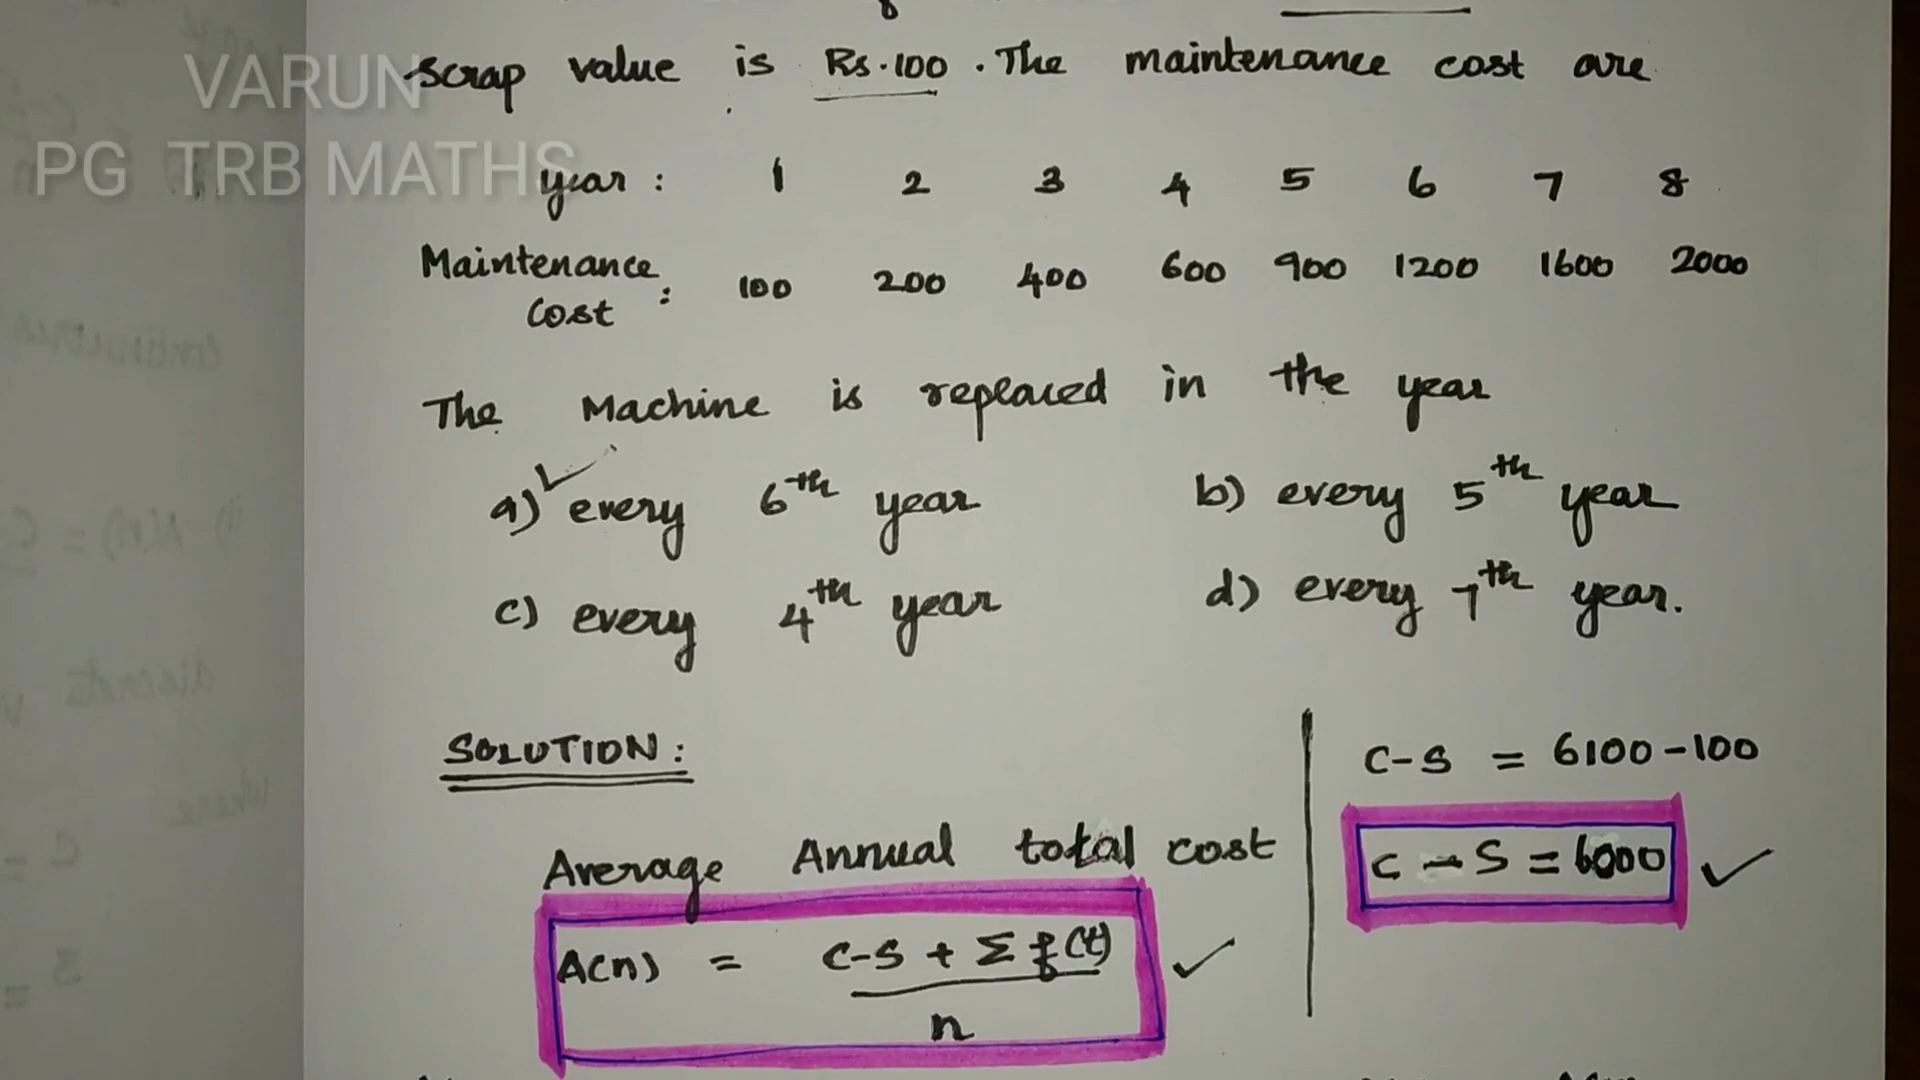 VARUN
PG TRB MATHS
scrap value is Rs.100. The maintenance cost are
year : 1 2 3 4 5 6 7 8
Maintenance cost : 100 200 400 600 900 1200 1600 2000
The Machine is replaced in the year
a) every 6th year b) every 5th year
c) every 4th year d) every 7th year.
SOLUTION :
C-S = 6100-100
C-S = 6000
Average Annual total cost
A(n) = C-S + Σ f(t)
n